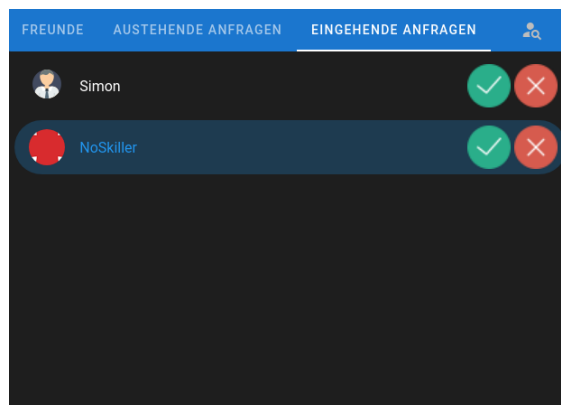 FREUNDE AUSTEHENDE ANFRAGEN EINGEHENDE ANFRAGEN
Simon
NoSkiller